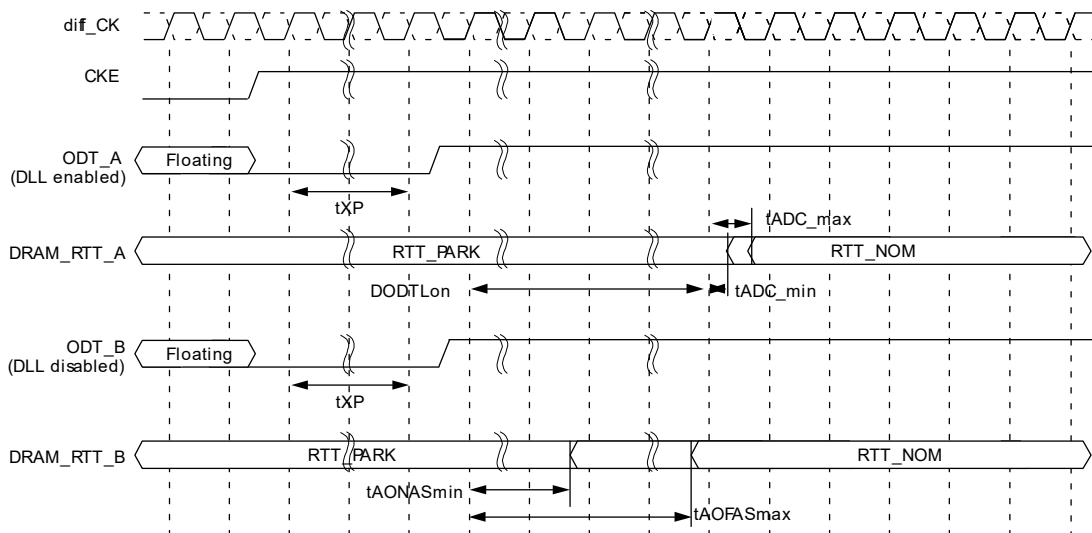 diff_CK
CKE
ODT_A
(DLL enabled)
Floating
tXP
tADC_max
DRAM_RTT_A
RTT_PARK
RTT_NOM
DODTLon
tADC_min
ODT_B
(DLL disabled)
Floating
tXP
DRAM_RTT_B
RTT_PARK
RTT_NOM
tAONASmin
tAOFASmax